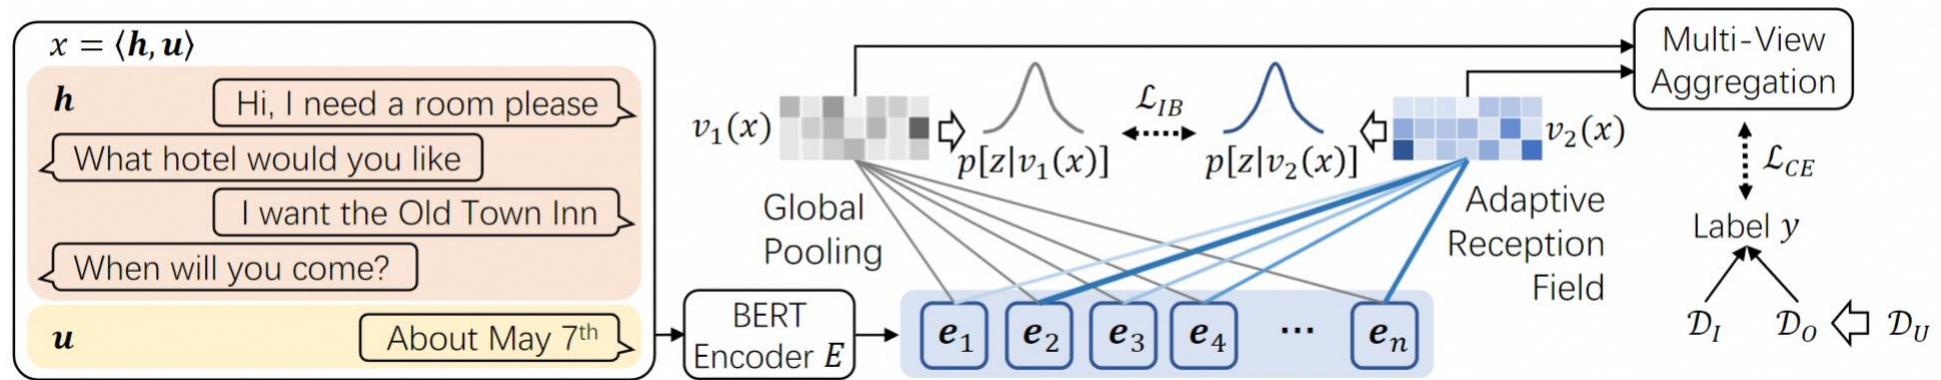 x = ⟨h, u⟩
h
Hi, I need a room please
What hotel would you like
I want the Old Town Inn
When will you come?
u
About May 7th
BERT
Encoder E
e1 e2 e3 e4 ··· en
v1(x)
Global
Pooling
p[z|v1(x)]
ℒIB
p[z|v2(x)]
v2(x)
Adaptive
Reception
Field
Multi-View
Aggregation
ℒCE
Label y
𝒟I 𝒟O 𝒟U